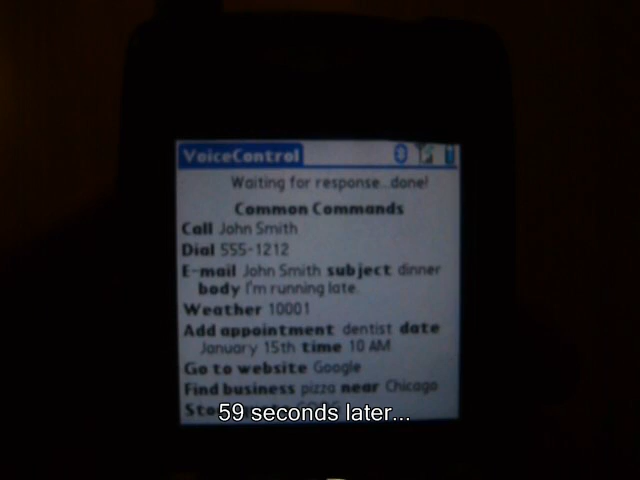 VoiceControl
Waiting for response...done!
Common Commands
Call John Smith
Dial 555-1212
E-mail John Smith subject dinner
body I'm running late.
Weather 10001
Add appointment dentist date
January 15th time 10 AM
Go to website Google
Find business pizza near Chicago
59 seconds later...